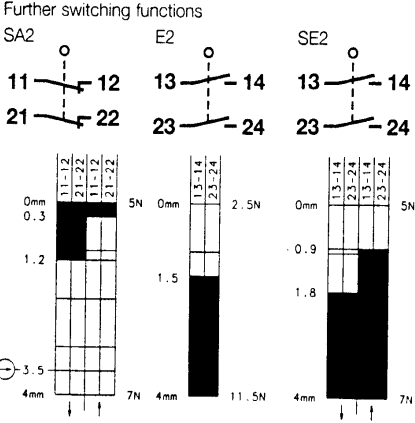 Further switching functions
SA2 E2 SE2
11 12 13 14 13 14
21 22 23 24 23 24
11-12 21-22 11-12 21-22
13-14 23-24
13-14 23-24 13-14 23-24
0mm 5N 0mm 2.5N 0mm 5N
0.3
0.9
1.2
1.5
1.8
3.5
4mm 7N 4mm 11.5N 4mm 7N